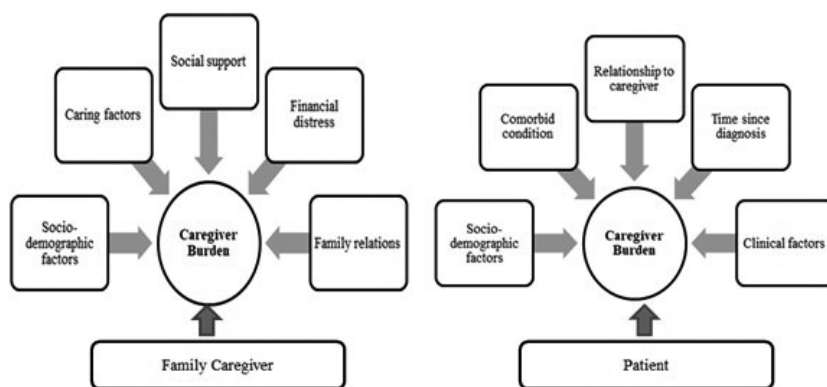 Social support
Caring factors
Financial
distress
Socio-
demographic
factors
Caregiver
Burden
Family relations
Family Caregiver
Relationship to
caregiver
Comorbid
condition
Time since
diagnosis
Socio-
demographic
factors
Caregiver
Burden
Clinical factors
Patient